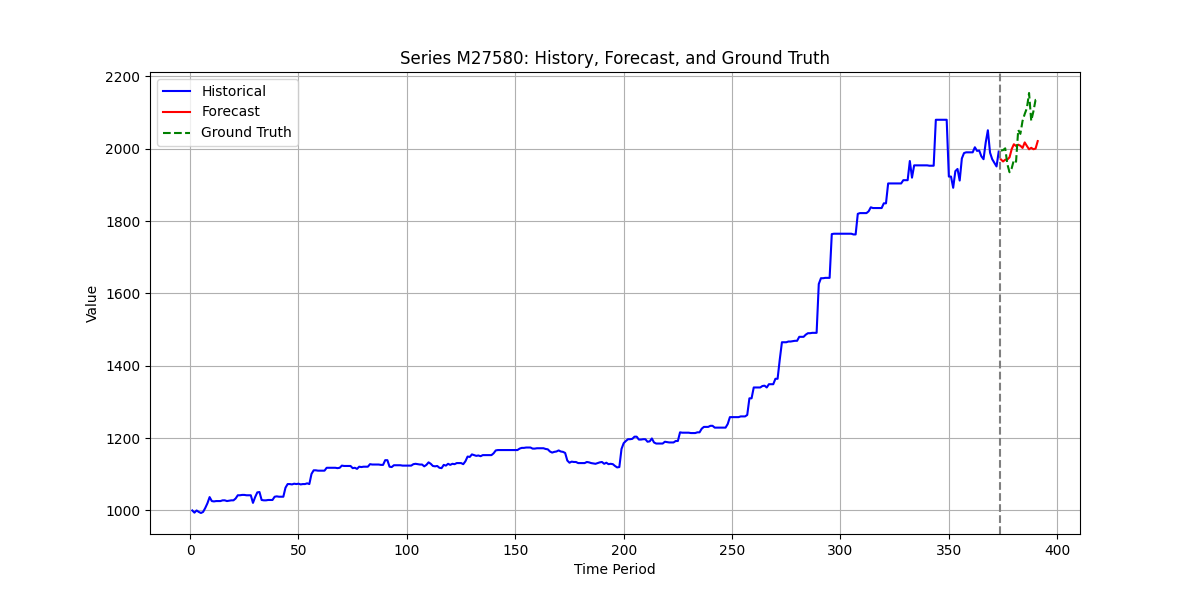 Series M27580: History, Forecast, and Ground Truth
Historical
Forecast
Ground Truth
2200
2000
1800
1600
1400
1200
1000
Value
0 50 100 150 200 250 300 350 400
Time Period